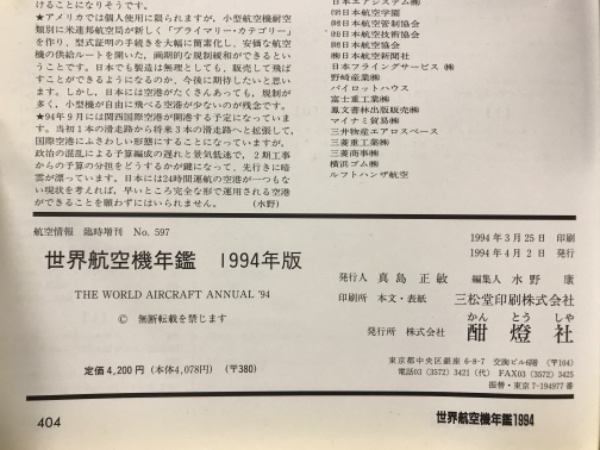 けることになりそうです。
★アメリカでは個人使用に限られますが，小型航空機耐空
類別に米連邦航空局が新しく「プライマリー・カテゴリー」
を作り，型式証明の手続きを大幅に簡素化し，安価な航空
機の供給ルートを開いた，画期的な規制緩和ができるとい
うことです。日本でも製造は無理としても，販売して飛ば
すことができるようになるのか，今後に期待したいと思い
ます。しかし，日本には空港がたくさんあっても，規制が
多く，小型機が自由に飛べる空港が少ないのが残念です。
★94年９月には関西国際空港が開港する予定になっていま
す。当初１本の滑走路から将来３本の滑走路へと拡張して，
国際空港にふさわしい形態にすることになっていますが，
政治の混乱による予算編成の遅れと景気低迷で，２期工事
からの予算の分担をどうするかが鍵になって，先行きに暗
雲が漂っています。日本には24時間運航の空港が一つもな
い現状を考えれば，早いところ完全な形で運用される空港
ができることを願わずにはいられません。 (水野)
日本エアシステム㈱
㈻日本航空学園
㈶日本航空管制協会
㈳日本航空技術協会
㈶日本航空協会
㈱日本航空新聞社
日本フライングサービス㈱
野崎産業㈱
パイロットハウス
富士重工業㈱
鳳文書林出版販売㈱
マイナミ貿易㈱
三井物産エアロスペース
三菱重工業㈱
三菱商事㈱
横浜ゴム㈱
ルフトハンザ航空
航空情報 臨時増刊 No. 597
世界航空機年鑑 1994年版
THE WORLD AIRCRAFT ANNUAL '94
© 無断転載を禁じます
定価 4,200円 (本体4,078円) (〒380)
1994年３月25日 印刷
1994年４月２日 発行
発行人 真島正敏 編集人 水野 康
印刷所 本文・表紙 三松堂印刷株式会社
かん とう しや
発行所 株式会社 酣燈社
東京都中央区銀座 6-8-7 交詢ビル6階 (〒104)
電話03 (3572) 3421 (代) FAX03 (3572) 3425
振替・東京 7-194977 番
404
世界航空機年鑑1994